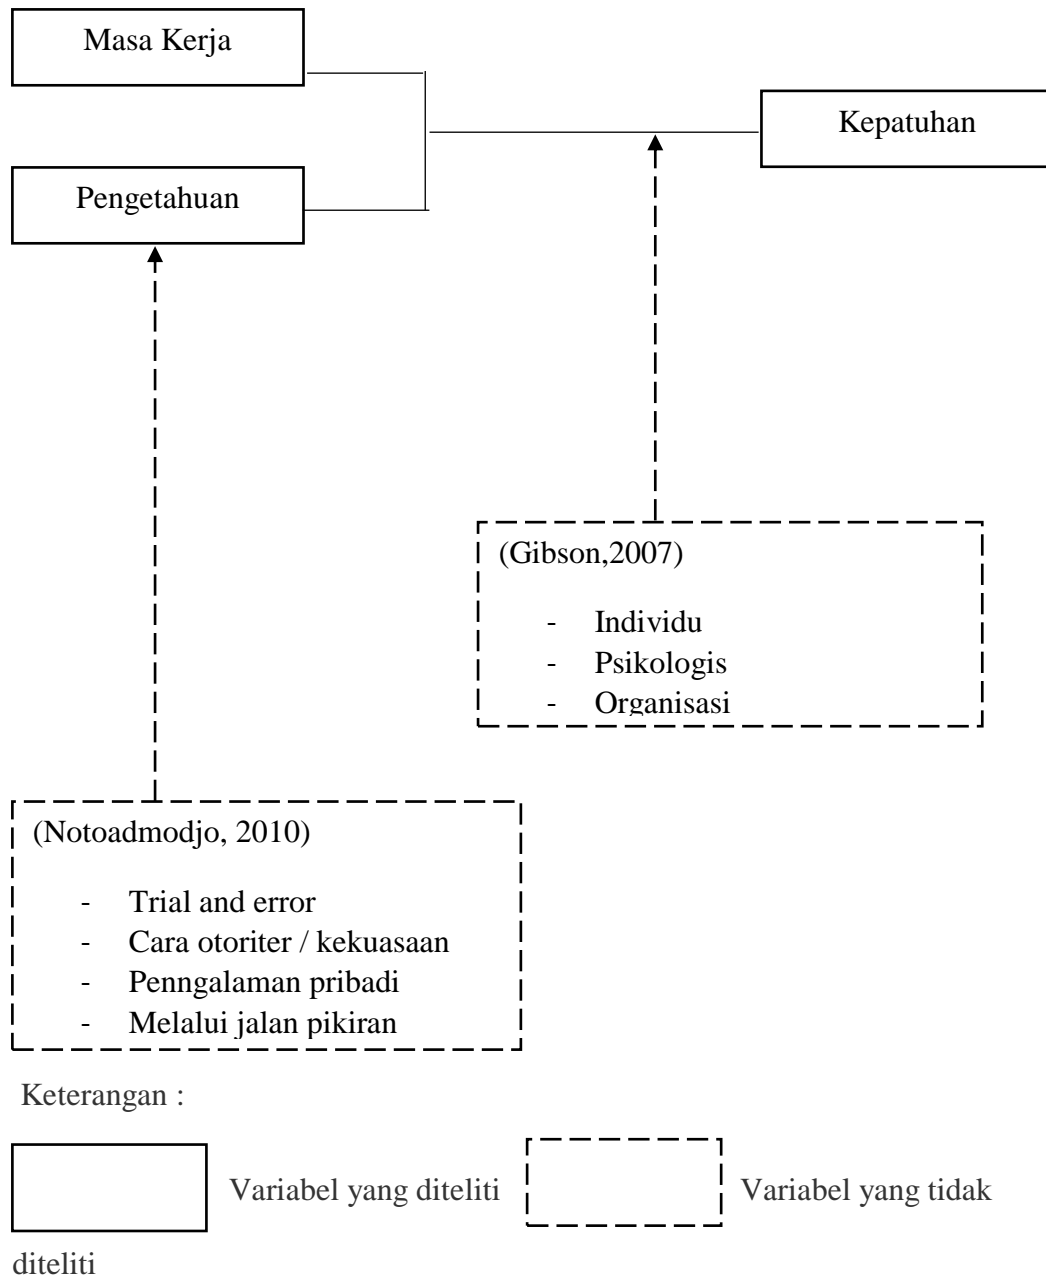 Masa Kerja
Kepatuhan
Pengetahuan
(Gibson,2007)
- Individu
- Psikologis
- Organisasi
(Notoadmodjo, 2010)
- Trial and error
- Cara otoriter / kekuasaan
- Penngalaman pribadi
- Melalui jalan pikiran
Keterangan :
Variabel yang diteliti
Variabel yang tidak
diteliti